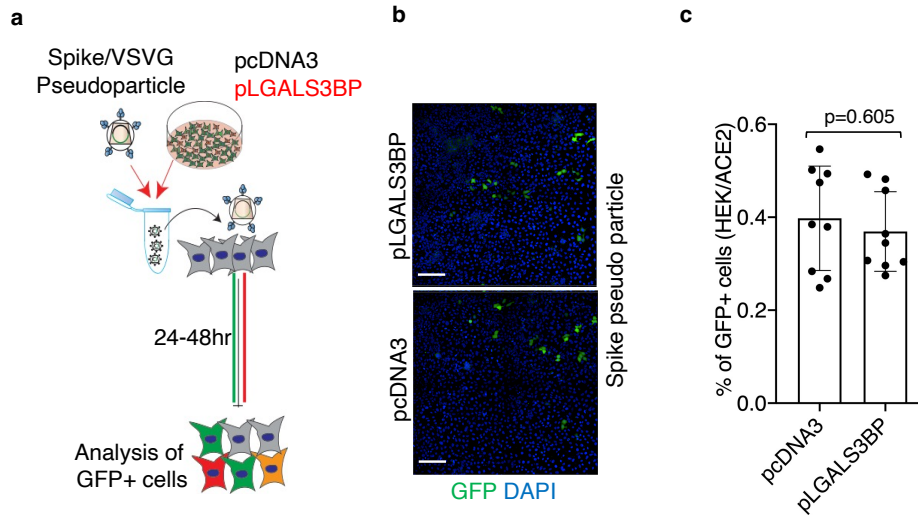 a
Spike/VSVG
Pseudoparticle
pcDNA3
pLGALS3BP
24-48hr
Analysis of
GFP+ cells
b
pLGALS3BP
pcDNA3
Spike pseudo particle
GFP DAPI
c
% of GFP+ cells (HEK/ACE2)
p=0.605
0.6
0.4
0.2
0.0
pcDNA3
pLGALS3BP